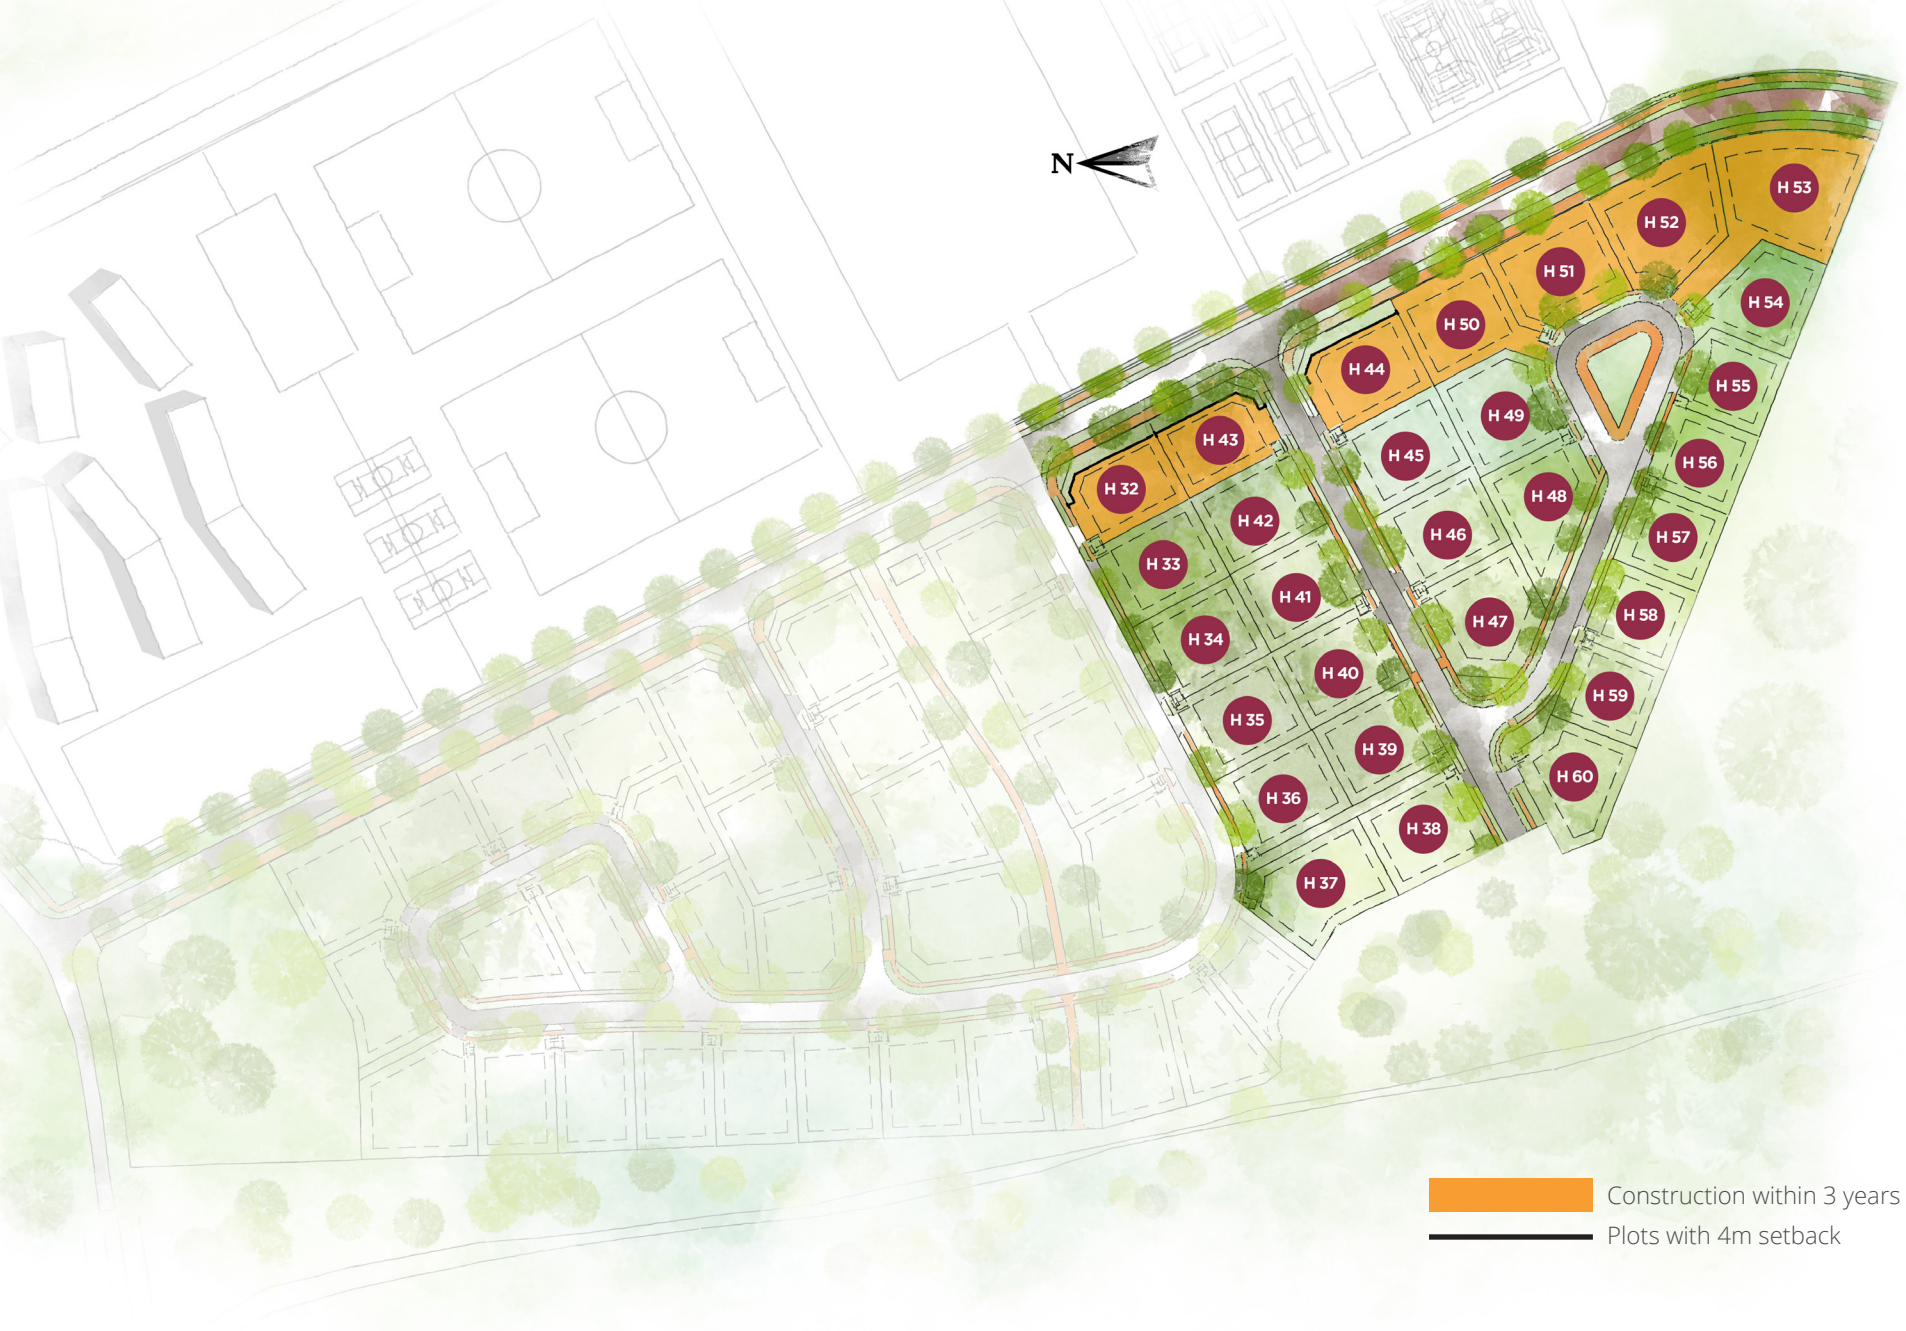 N
H 53
H 52
H 51
H 54
H 50
H 44
H 55
H 49
H 43
H 45
H 56
H 32
H 48
H 42
H 46
H 57
H 33
H 41
H 58
H 47
H 34
H 40
H 59
H 35
H 39
H 60
H 36
H 38
H 37
Construction within 3 years
Plots with 4m setback